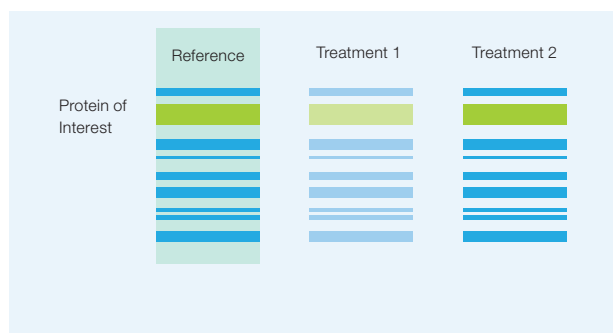 Reference
Treatment 1
Treatment 2
Protein of
Interest